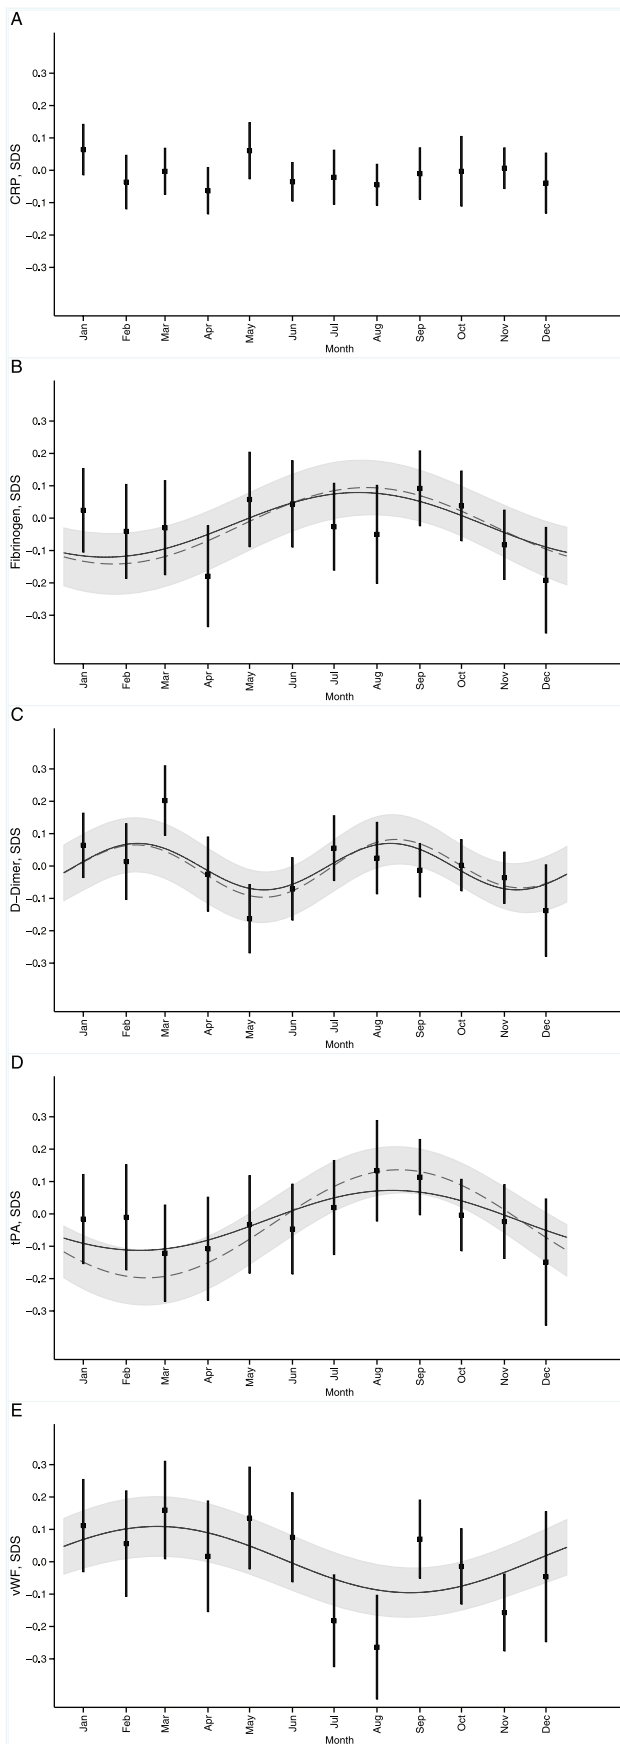 A
CRP, SDS
0.3
0.2
0.1
0.0
−0.1
−0.2
−0.3
Jan Feb Mar Apr May Jun Jul Aug Sep Oct Nov Dec
Month
B
Fibrinogen, SDS
0.3
0.2
0.1
0.0
−0.1
−0.2
−0.3
Jan Feb Mar Apr May Jun Jul Aug Sep Oct Nov Dec
Month
C
D−Dimer, SDS
0.3
0.2
0.1
0.0
−0.1
−0.2
−0.3
Jan Feb Mar Apr May Jun Jul Aug Sep Oct Nov Dec
Month
D
tPA, SDS
0.3
0.2
0.1
0.0
−0.1
−0.2
−0.3
Jan Feb Mar Apr May Jun Jul Aug Sep Oct Nov Dec
Month
E
vWF, SDS
0.3
0.2
0.1
0.0
−0.1
−0.2
−0.3
Jan Feb Mar Apr May Jun Jul Aug Sep Oct Nov Dec
Month